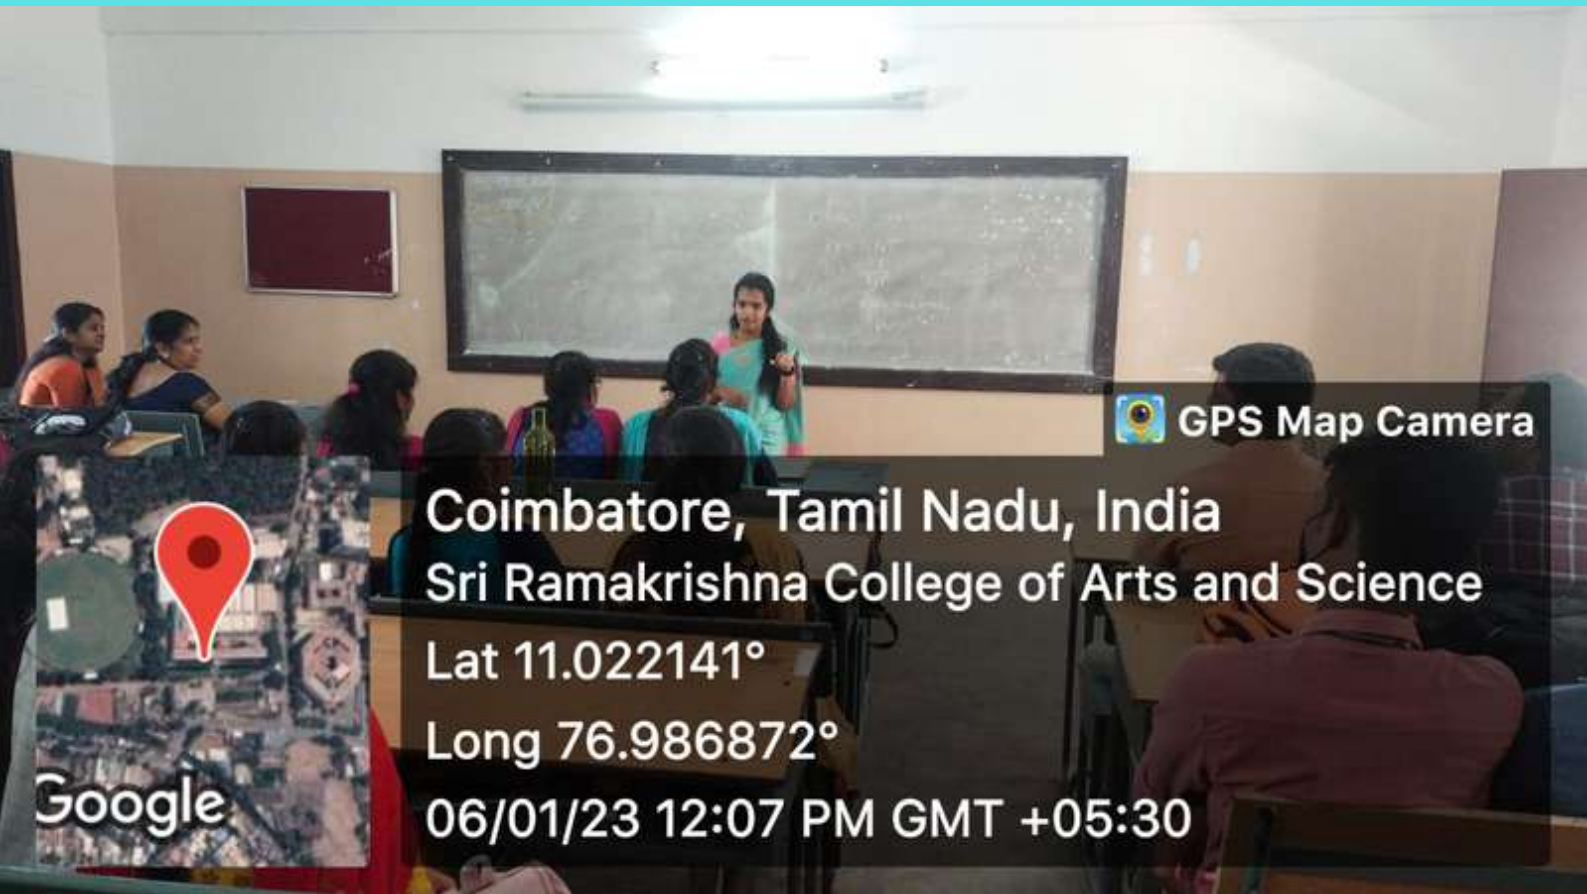 GPS Map Camera
Coimbatore, Tamil Nadu, India
Sri Ramakrishna College of Arts and Science
Lat 11.022141°
Long 76.986872°
06/01/23 12:07 PM GMT +05:30
Google